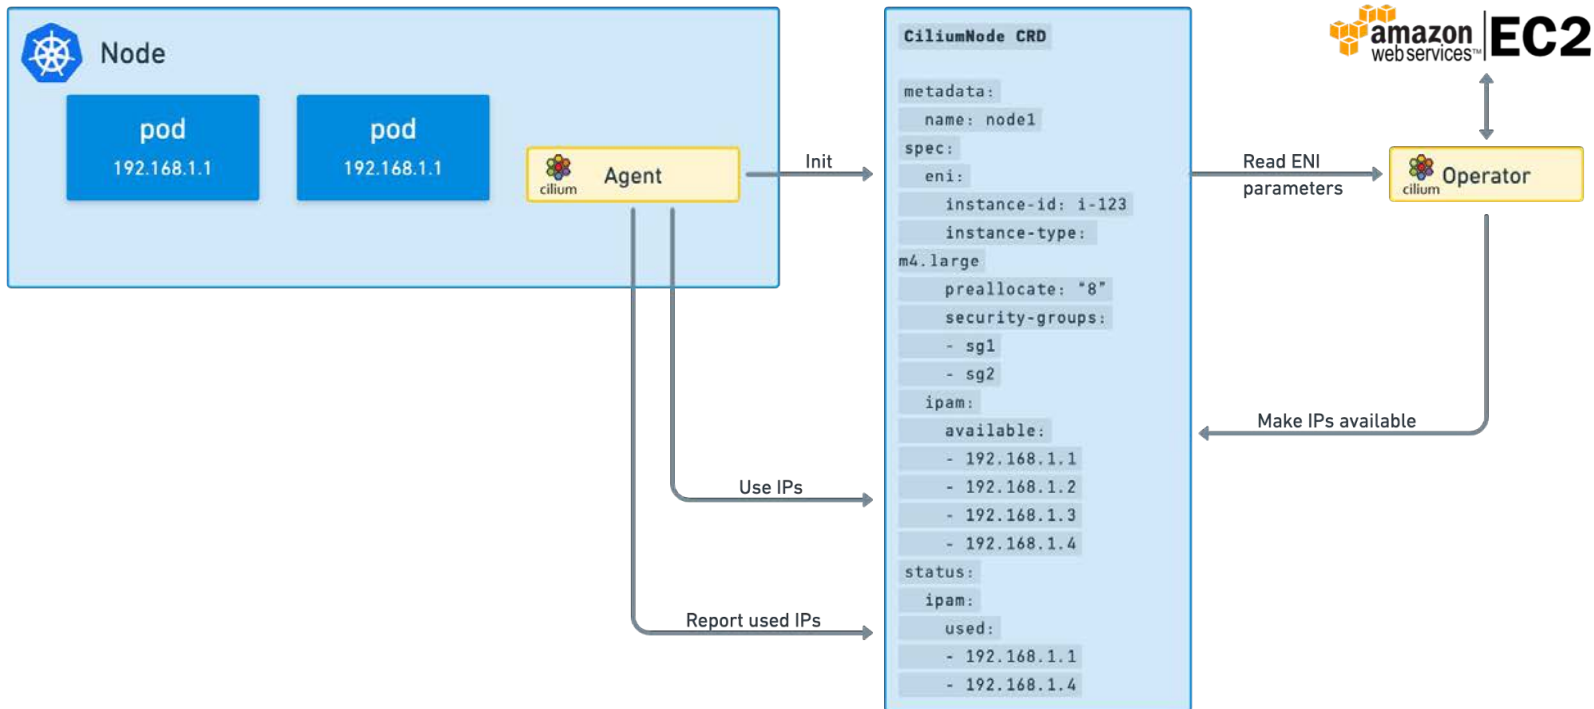 Node
pod
192.168.1.1
pod
192.168.1.1
cilium
Agent
Init
Use IPs
Report used IPs
CiliumNode CRD
metadata:
name: node1
spec:
eni:
instance-id: i-123
instance-type:
m4.large
preallocate: “8”
security-groups:
- sg1
- sg2
ipam:
available:
- 192.168.1.1
- 192.168.1.2
- 192.168.1.3
- 192.168.1.4
status:
ipam:
used:
- 192.168.1.1
- 192.168.1.4
amazon
webservices™
EC2
Read ENI
parameters
cilium
Operator
Make IPs available